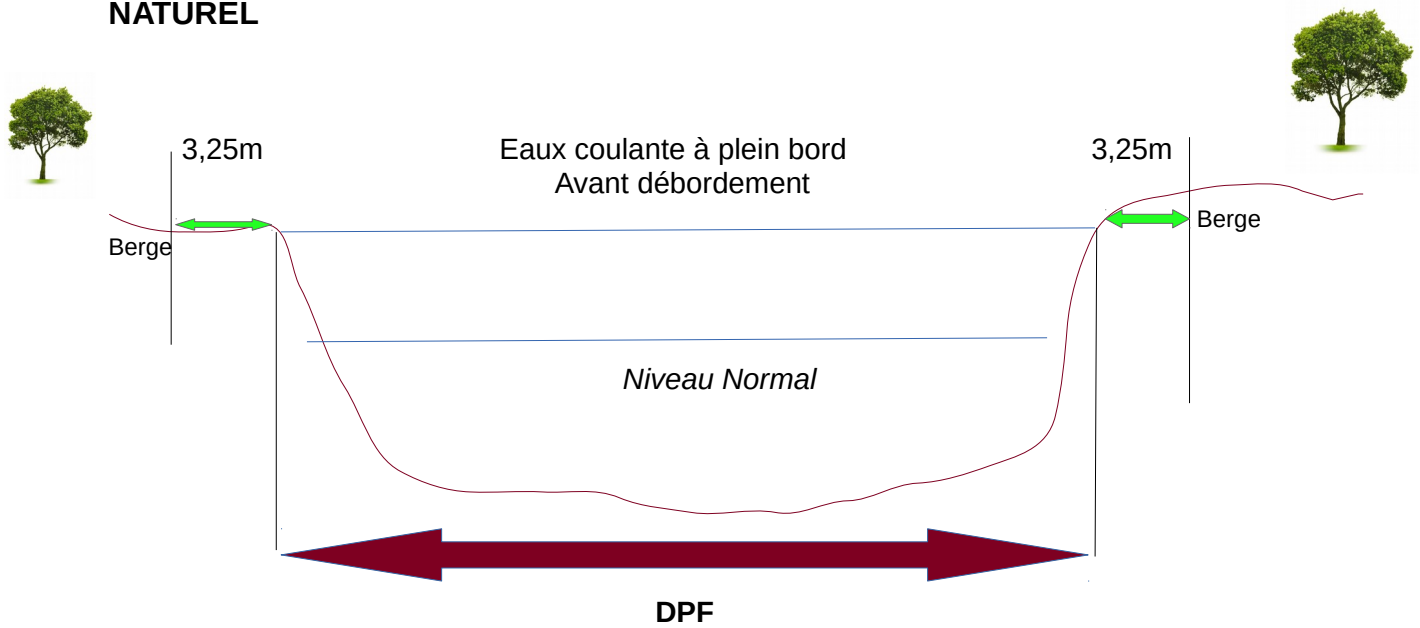 NATUREL
3,25m
Eaux coulante à plein bord
Avant débordement
3,25m
Berge
Berge
Niveau Normal
DPF